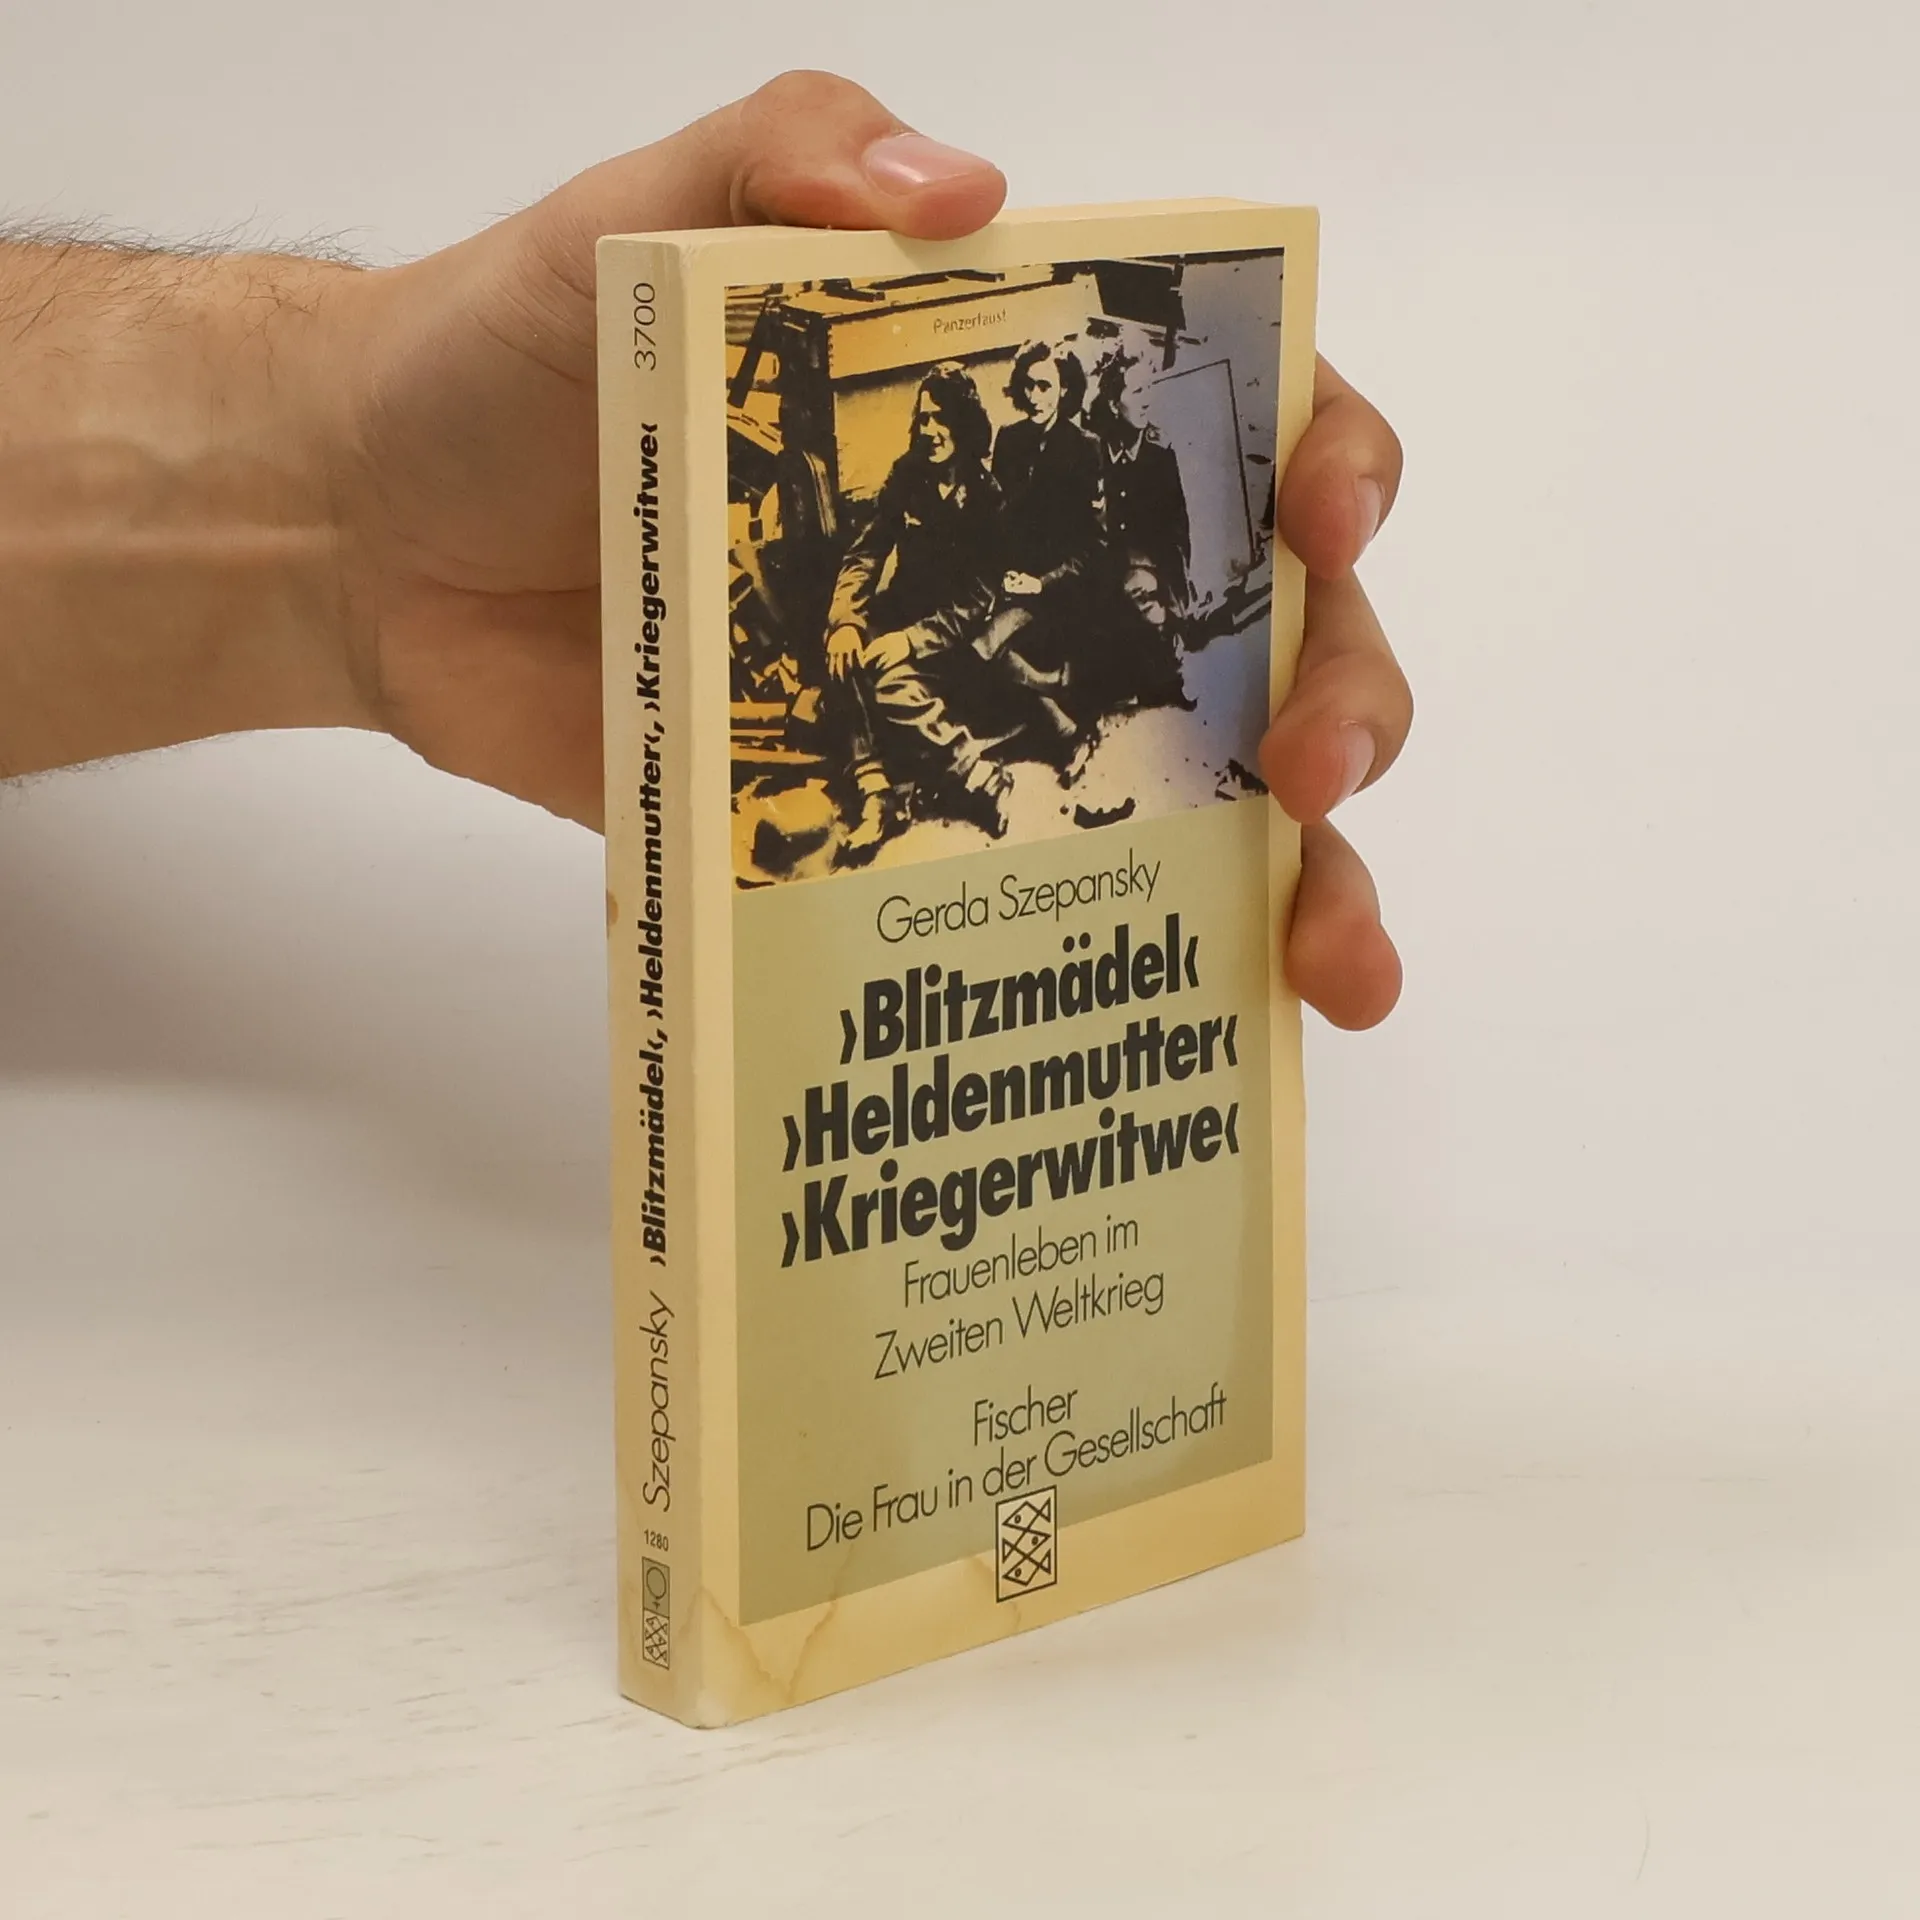 3700
›Blitzmädel‹, ›Heldenmutter‹, ›Kriegerwitwe‹
Szepansky
1280
Panzerfaust
Gerda Szepansky
›Blitzmädel‹
›Heldenmutter‹
›Kriegerwitwe‹
Frauenleben im
Zweiten Weltkrieg
Fischer
Die Frau in der Gesellschaft